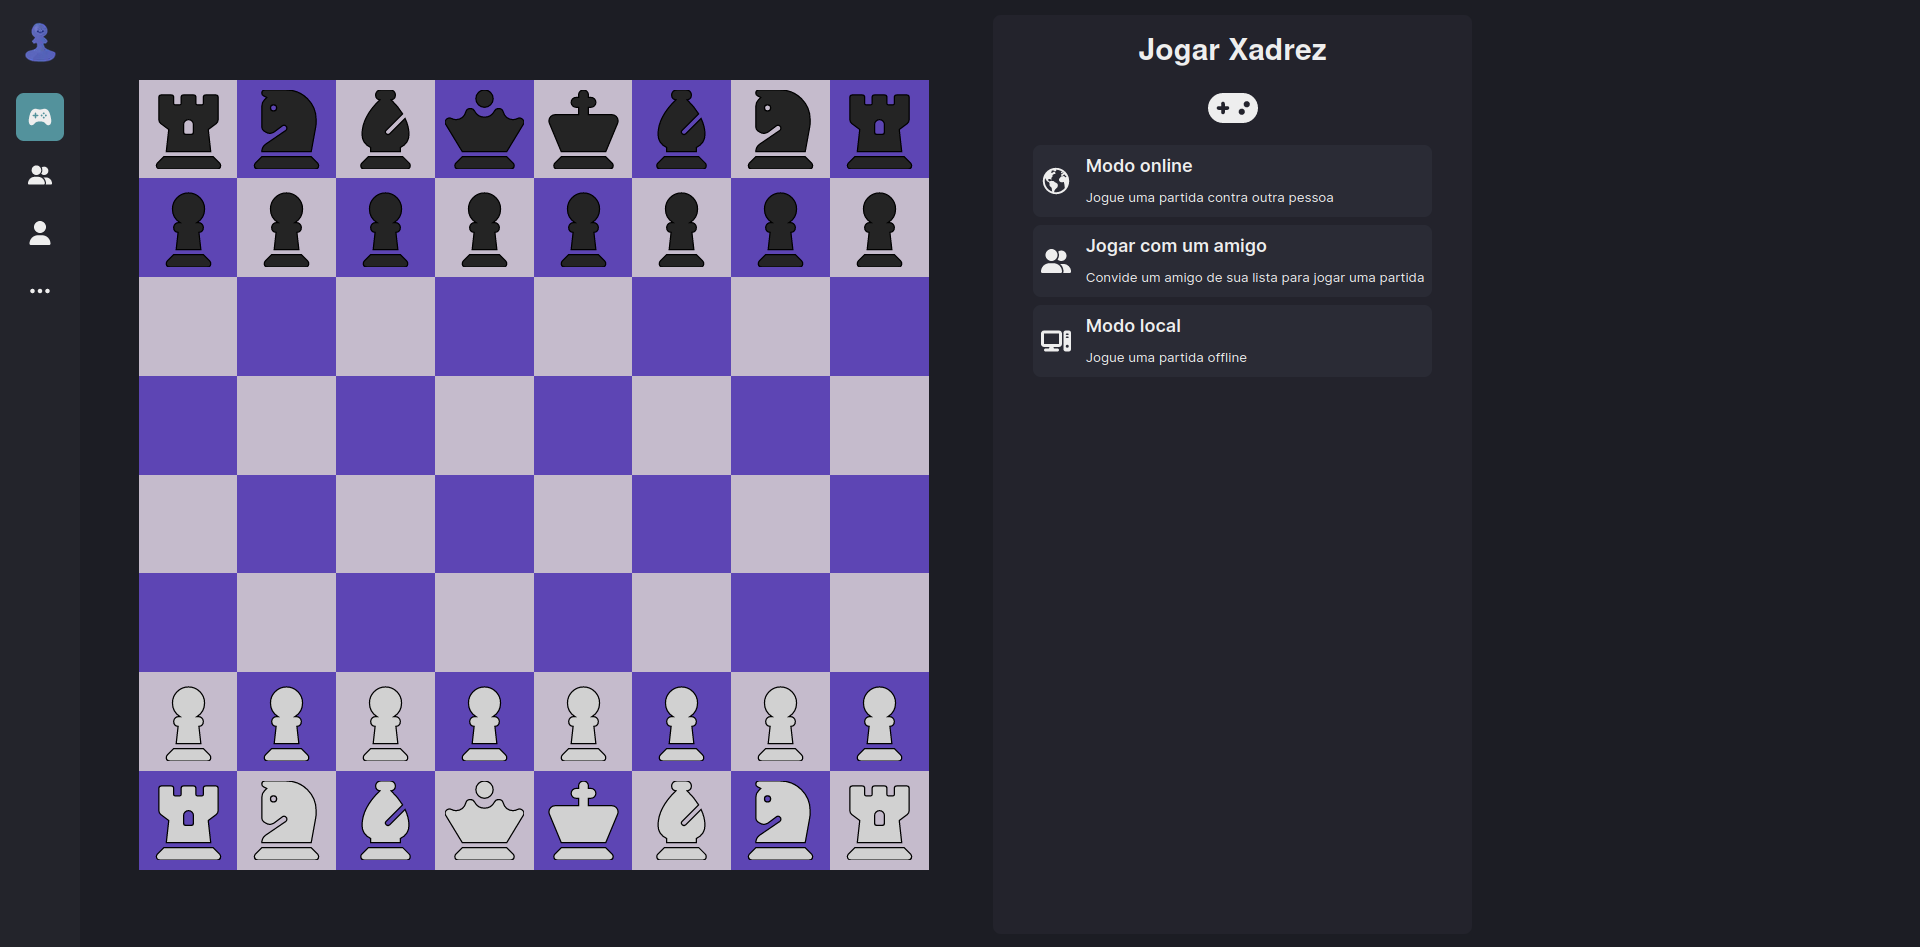 Jogar Xadrez
Modo online
Jogue uma partida contra outra pessoa
Jogar com um amigo
Convide um amigo de sua lista para jogar uma partida
Modo local
Jogue uma partida offline